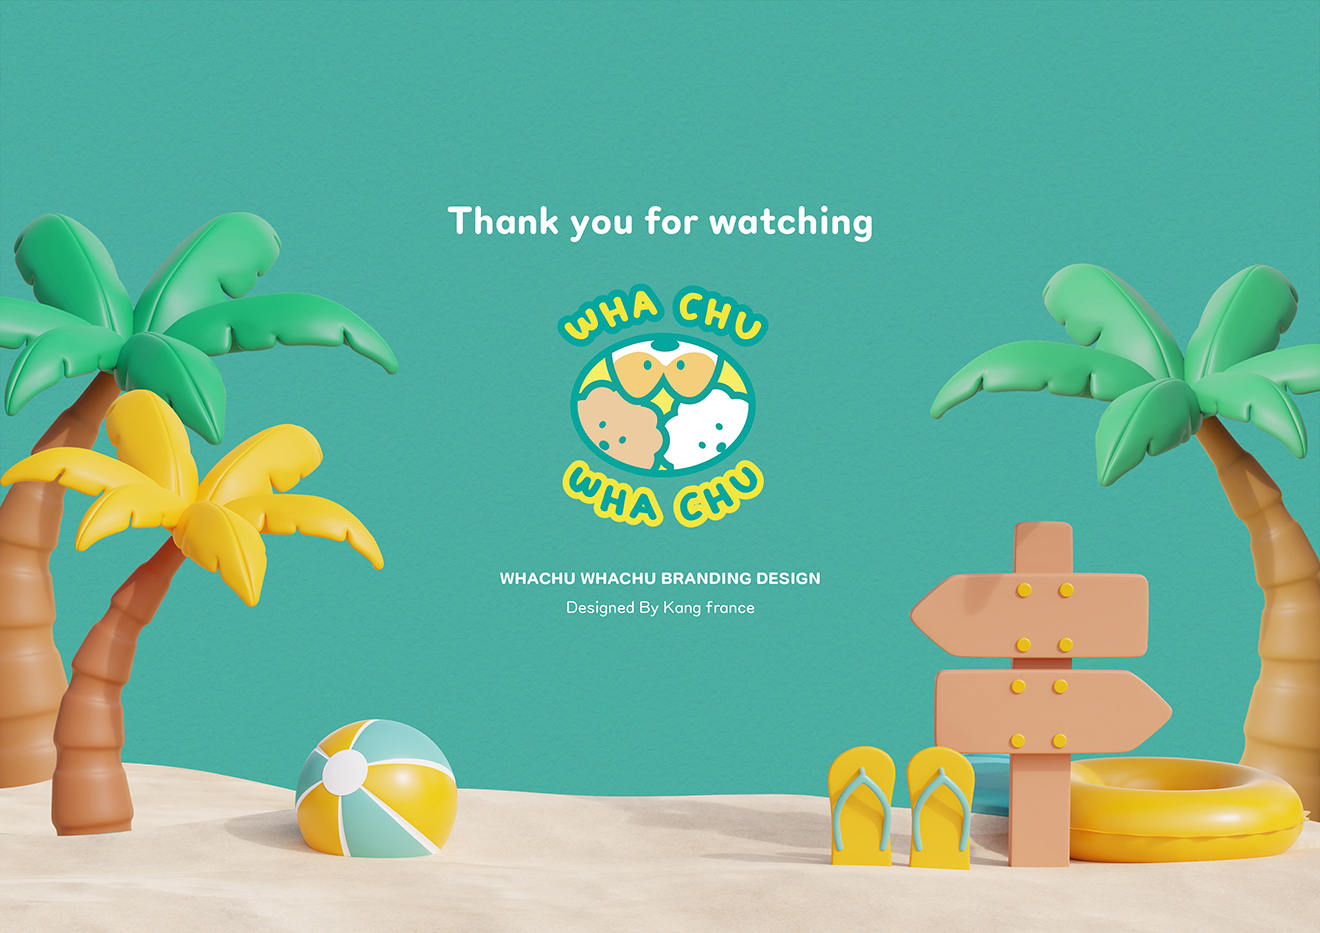 Thank you for watching
WHA CHU
WHA CHU
WHACHU WHACHU BRANDING DESIGN
Designed By Kang france